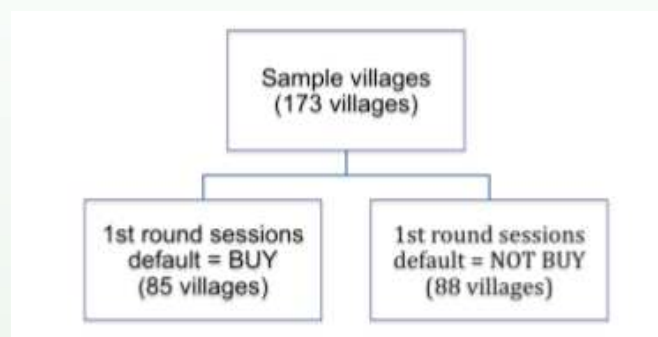 Sample villages
(173 villages)
1st round sessions
default = BUY
(85 villages)
1st round sessions
default = NOT BUY
(88 villages)